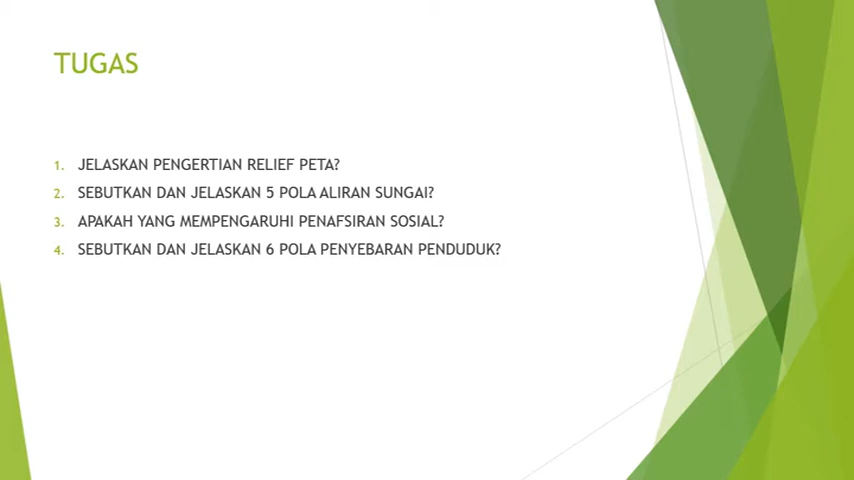 TUGAS
1. JELASKAN PENGERTIAN RELIEF PETA?
2. SEBUTKAN DAN JELASKAN 5 POLA ALIRAN SUNGAI?
3. APAKAH YANG MEMPENGARUHI PENAFSIRAN SOSIAL?
4. SEBUTKAN DAN JELASKAN 6 POLA PENYEBARAN PENDUDUK?